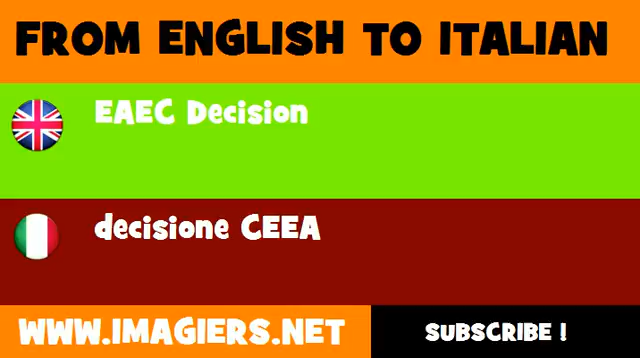 FROM ENGLISH TO ITALIAN
EAEC Decision
decisione CEEA
WWW.IMAGIERS.NET
SUBSCRIBE !